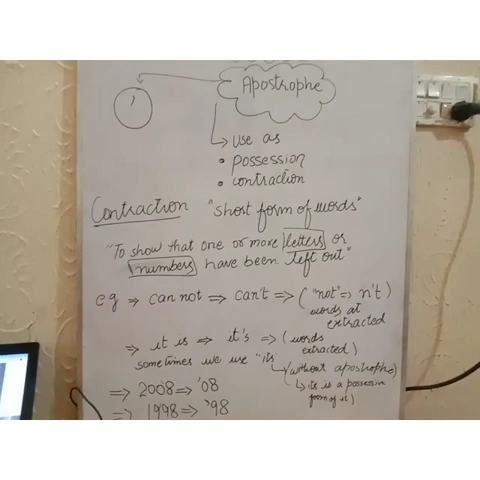 Apostrophe
'
→ use as
• possession
• contraction
Contraction "short form of words"
"To show that one or more letters or
numbers have been left out"
eg ⇒ can not ⇒ can't ⇒ ("not" ⇒ n't)
words at
extracted
⇒ it is ⇒ it's ⇒ (words
extracted)
sometimes we use "its
(without apostrophe)
↳ its is a possessive
form of it)
⇒ 2008 ⇒ '08
⇒ 1998 ⇒ '98